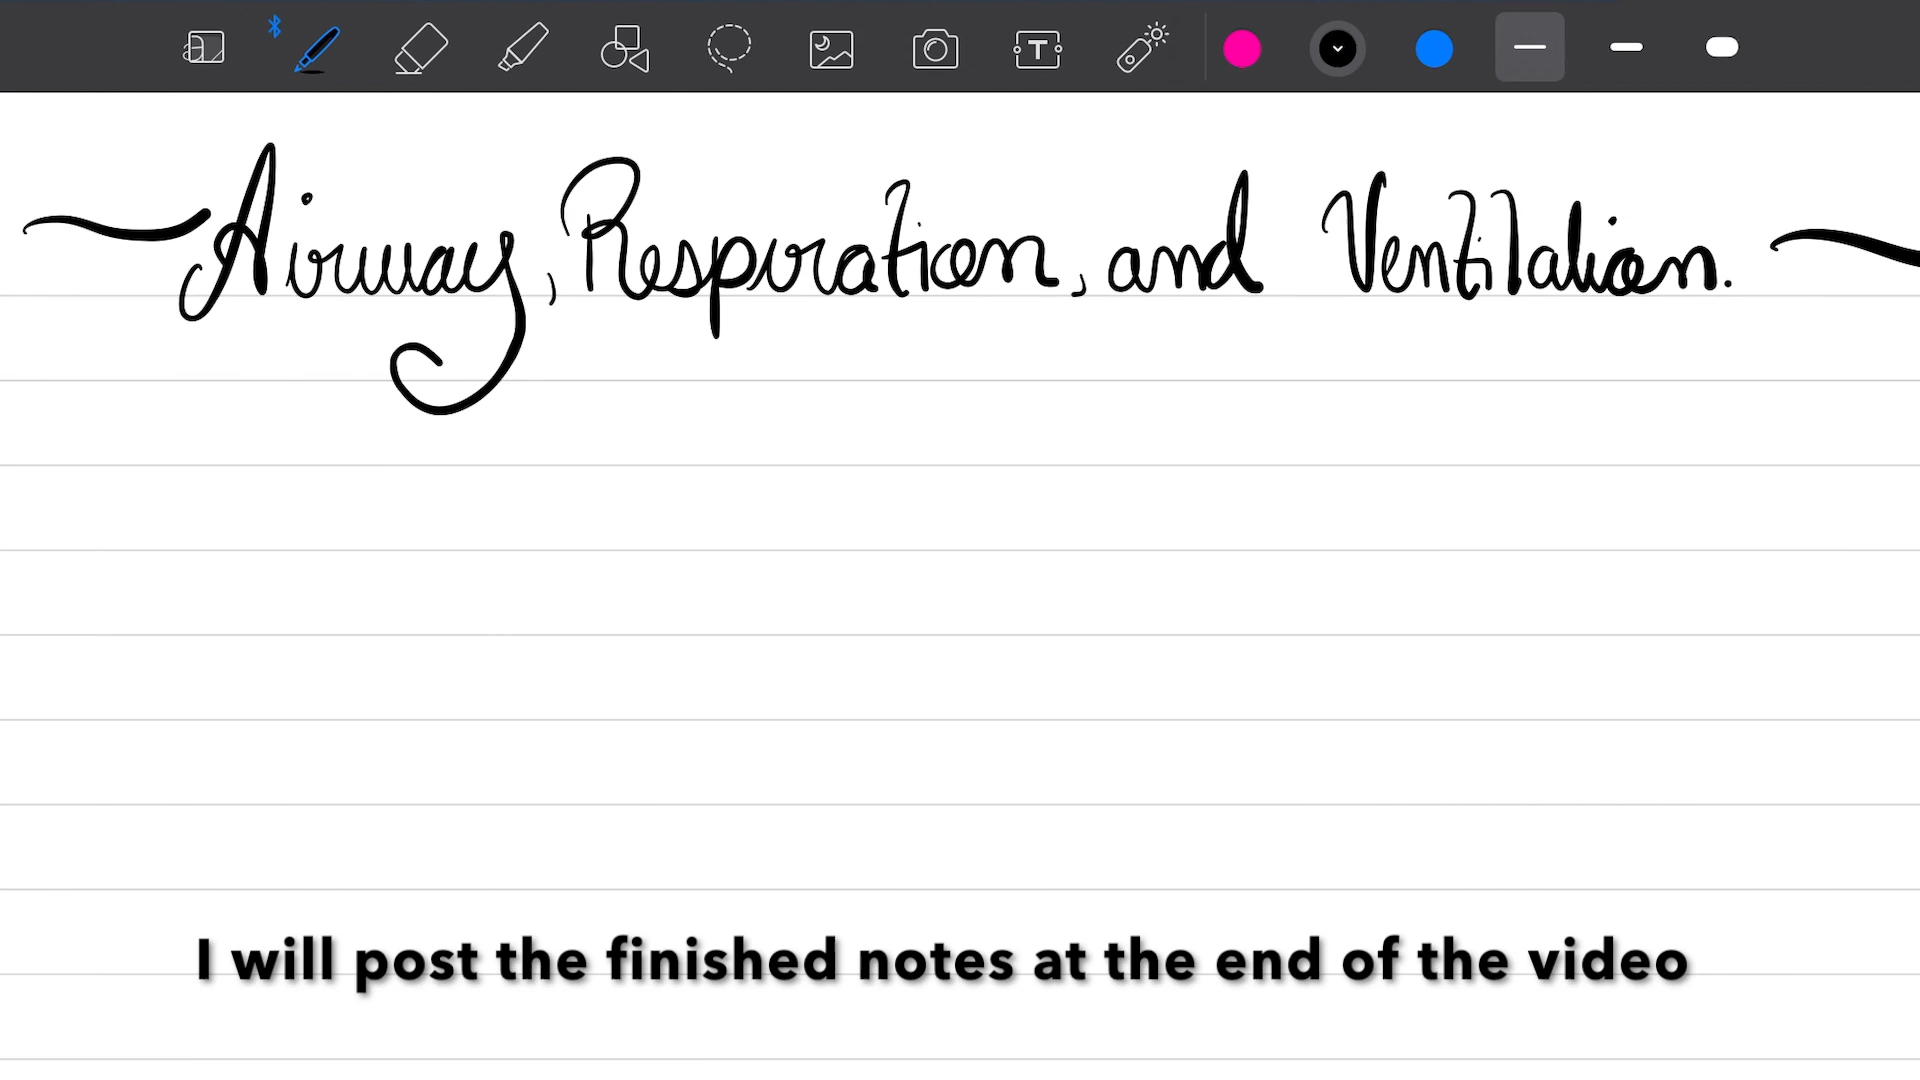 Airway, Respiration, and Ventilation.
I will post the finished notes at the end of the video